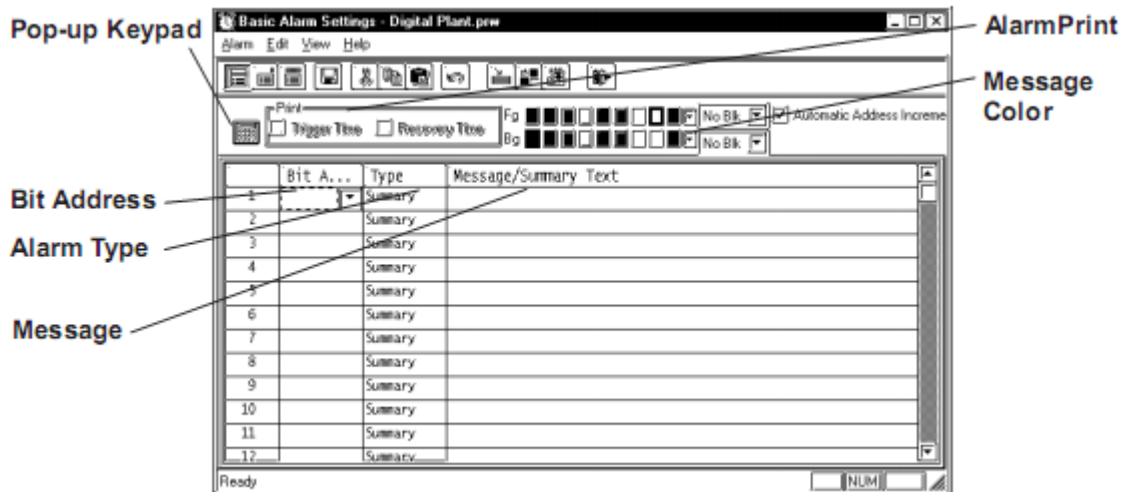 Pop-up Keypad
AlarmPrint
Message
Color
Bit Address
Alarm Type
Message
Basic Alarm Settings - Digital Plant.prw
Alarm Edit View Help
Print
Trigger Time Recovery Time
Fg No Blk
Bg No Blk
Automatic Address Increme
Bit A... Type Message/Summary Text
1 Summary
2 Summary
3 Summary
4 Summary
5 Summary
6 Summary
7 Summary
8 Summary
9 Summary
10 Summary
11 Summary
12 Summary
Ready NUM